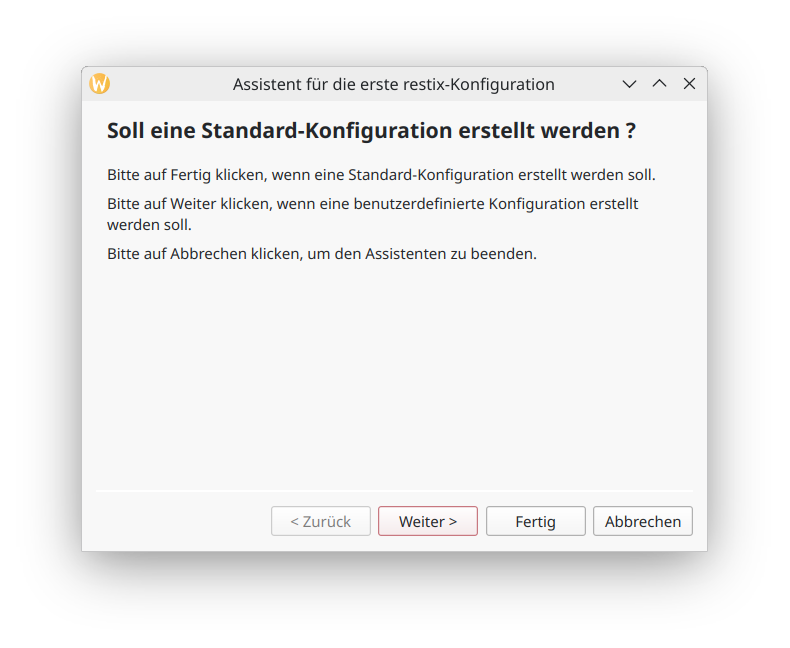 Assistent für die erste restix-Konfiguration
Soll eine Standard-Konfiguration erstellt werden ?
Bitte auf Fertig klicken, wenn eine Standard-Konfiguration erstellt werden soll.
Bitte auf Weiter klicken, wenn eine benutzerdefinierte Konfiguration erstellt
werden soll.
Bitte auf Abbrechen klicken, um den Assistenten zu beenden.
< Zurück Weiter > Fertig Abbrechen